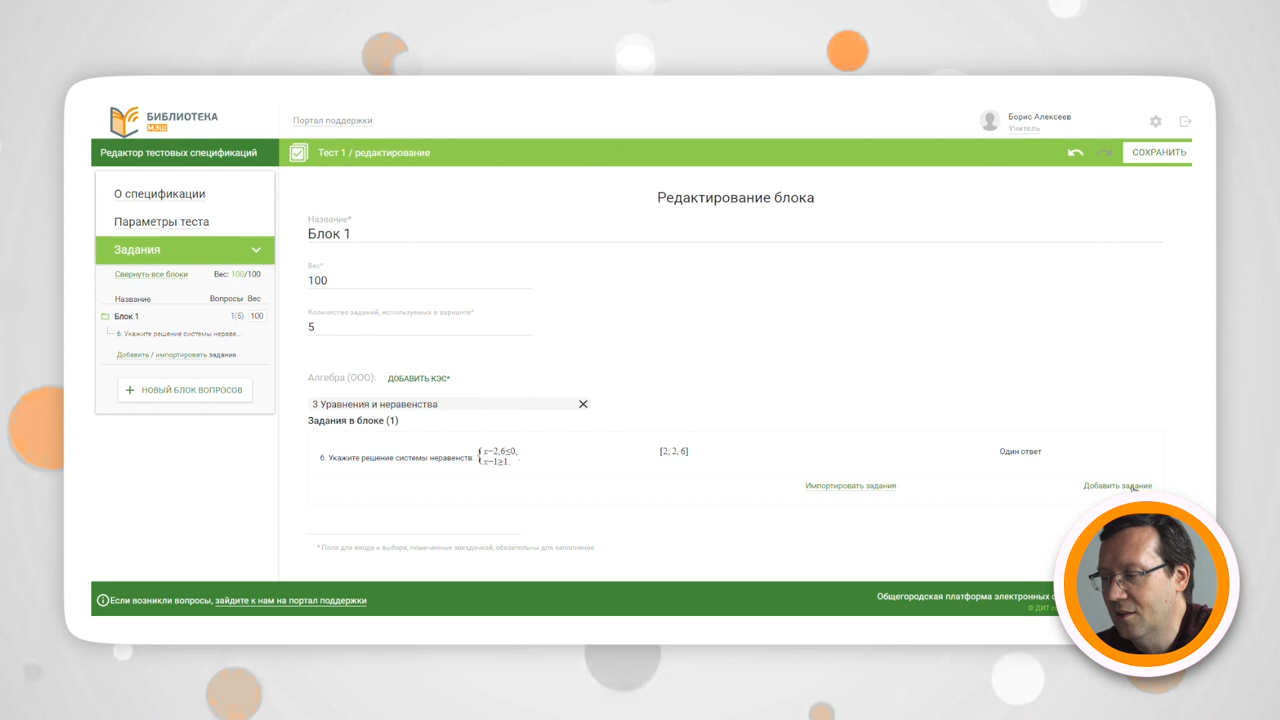 БИБЛИОТЕКА
МЭШ
Портал поддержки
Борис Алексеев
Учитель
Редактор тестовых спецификаций
Тест 1 / редактирование
СОХРАНИТЬ
О спецификации
Параметры теста
Задания
Свернуть все блоки Вес: 100/100
Название Вопросы Вес
Блок 1 1(5) 100
6. Укажите решение системы нераве...
Добавить / импортировать задания
+ НОВЫЙ БЛОК ВОПРОСОВ
Редактирование блока
Название*
Блок 1
Вес*
100
Количество заданий, используемых в варианте*
5
Алгебра (ООО): ДОБАВИТЬ КЭС*
3 Уравнения и неравенства
Задания в блоке (1)
6. Укажите решение системы неравенств {x−2,6≤0, x−1≥1. . [2; 2, 6] Один ответ
Импортировать задания Добавить задание
* Поля для ввода и выбора, помеченные звездочкой, обязательны для заполнения
Если возникли вопросы, зайдите к нам на портал поддержки
Общегородская платформа электронных
© ДИТ